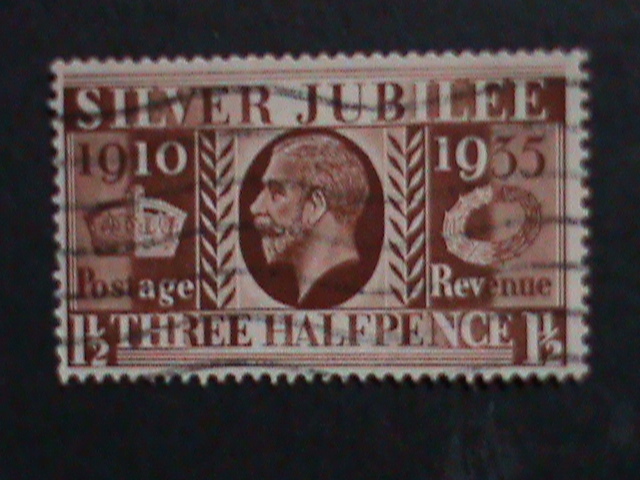 SILVER JUBILEE
1910 1935
Postage Revenue
1½ THREE HALFPENCE 1½